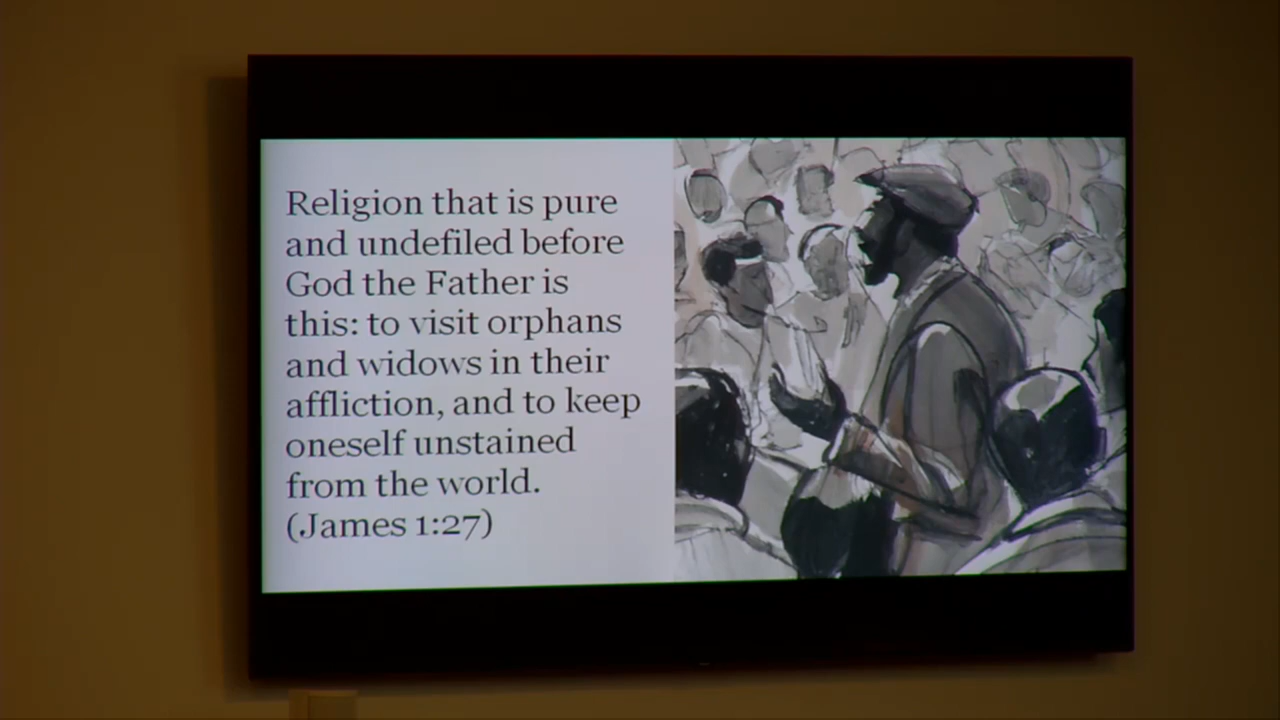 Religion that is pure
and undefiled before
God the Father is
this: to visit orphans
and widows in their
affliction, and to keep
oneself unstained
from the world.
(James 1:27)